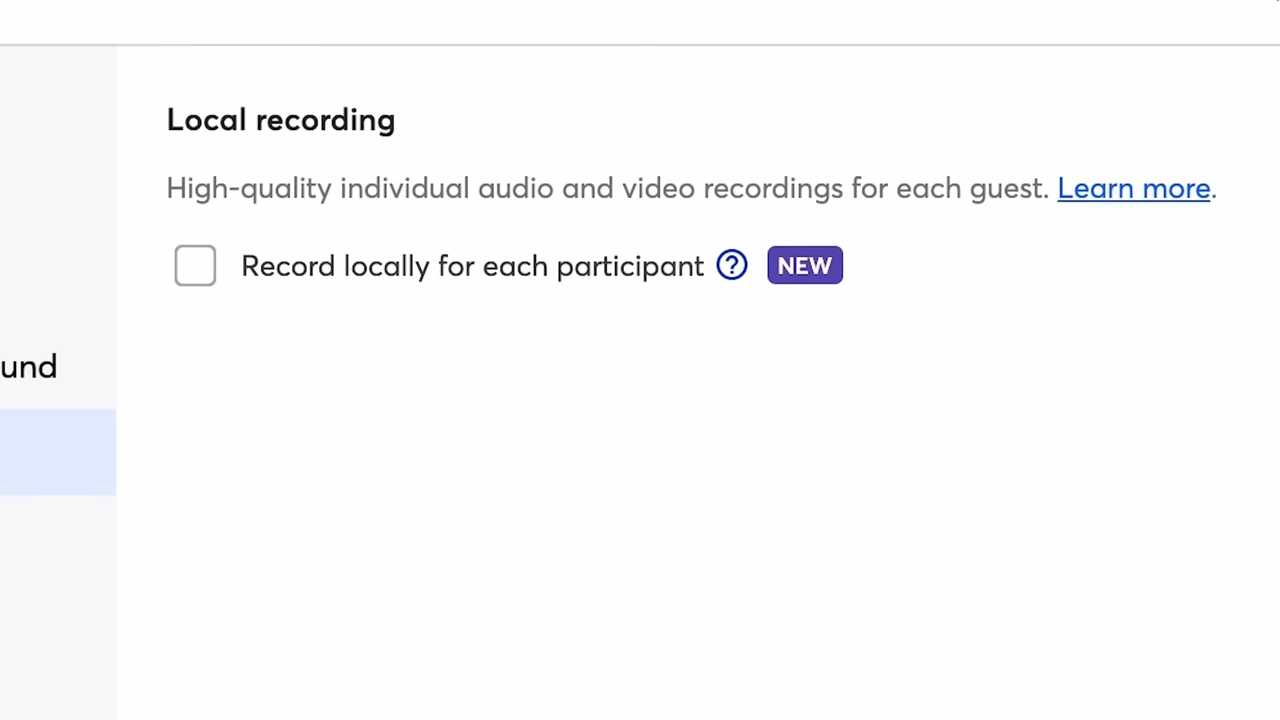 Local recording
High-quality individual audio and video recordings for each guest. Learn more.
Record locally for each participant ? NEW
und